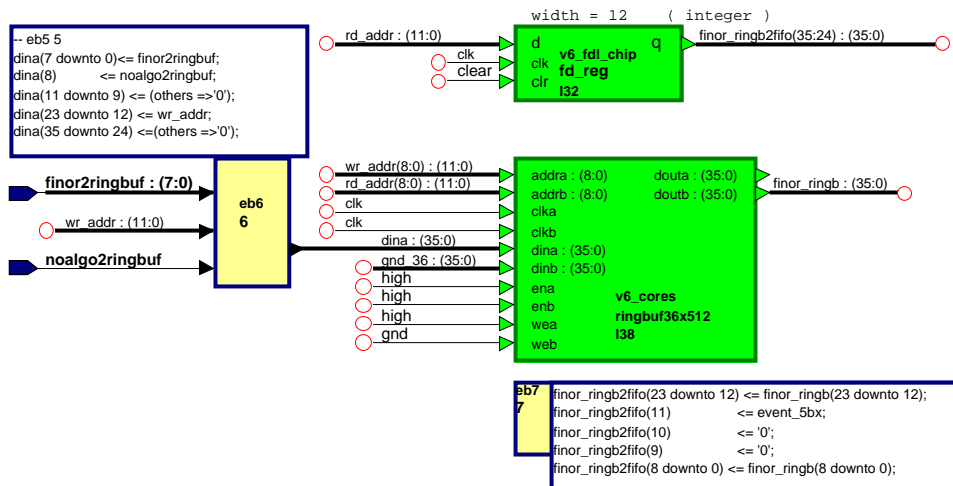 width = 12 ( integer )
-- eb5 5
dina(7 downto 0)<= finor2ringbuf;
dina(8) <= noalgo2ringbuf;
dina(11 downto 9) <= (others =>'0');
dina(23 downto 12) <= wr_addr;
dina(35 downto 24) <=(others =>'0');
rd_addr : (11:0)
clk
clear
d q
clk
clr
v6_fdl_chip
fd_reg
I32
finor_ringb2fifo(35:24) : (35:0)
finor2ringbuf : (7:0)
wr_addr : (11:0)
noalgo2ringbuf
eb6
6
wr_addr(8:0) : (11:0)
rd_addr(8:0) : (11:0)
clk
clk
dina : (35:0)
gnd_36 : (35:0)
high
high
high
gnd
addra : (8:0) douta : (35:0)
addrb : (8:0) doutb : (35:0)
clka
clkb
dina : (35:0)
dinb : (35:0)
ena
enb
wea
web
v6_cores
ringbuf36x512
I38
finor_ringb : (35:0)
eb7
7
finor_ringb2fifo(23 downto 12) <= finor_ringb(23 downto 12);
finor_ringb2fifo(11) <= event_5bx;
finor_ringb2fifo(10) <= '0';
finor_ringb2fifo(9) <= '0';
finor_ringb2fifo(8 downto 0) <= finor_ringb(8 downto 0);